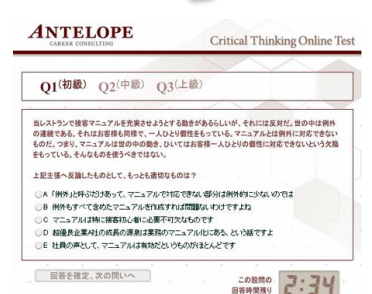 ANTELOPE
CAREER CONSULTING
Critical Thinking Online Test
Q1(初級) Q2(中級) Q3(上級)
当レストランで接客マニュアルを充実させようとする動きがあるらしいが、それには反対だ。世の中は例外
の連続である。それはお客様も同様で、一人ひとり個性をもっている。マニュアルとは例外に対応できない
ものだ。つまり、マニュアルは世の中の動き、ひいてはお客様一人ひとりの個性に対応できないという欠陥
をもっている。そんなものを使うべきではない。
上記主張へ反論したものとして、もっとも適切なものは?
A 「例外」と呼ぶだけあって、マニュアルで対応できない部分は例外的に少ないのでは
B 例外もすべて含めたマニュアルを作成すれば問題ないわけですよね
C マニュアルは特に接客初心者に必要不可欠なものです
D 超優良企業A社の成長の源泉は業務のマニュアル化にある、という話ですよ
E 社員の声として、マニュアルは有効だというものがほとんどです
回答を確定、次の問いへ
この設問の
回答時間残り
2:34